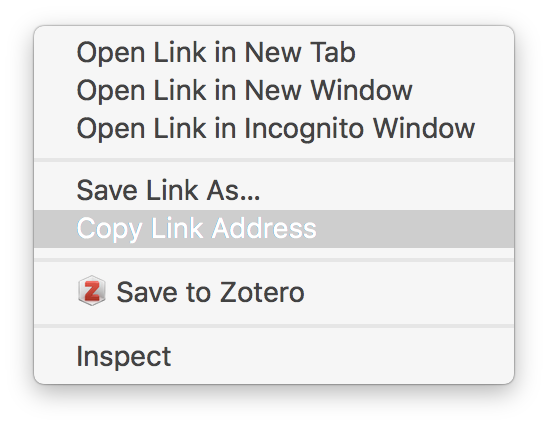 Open Link in New Tab
Open Link in New Window
Open Link in Incognito Window
Save Link As...
Copy Link Address
Z Save to Zotero
Inspect